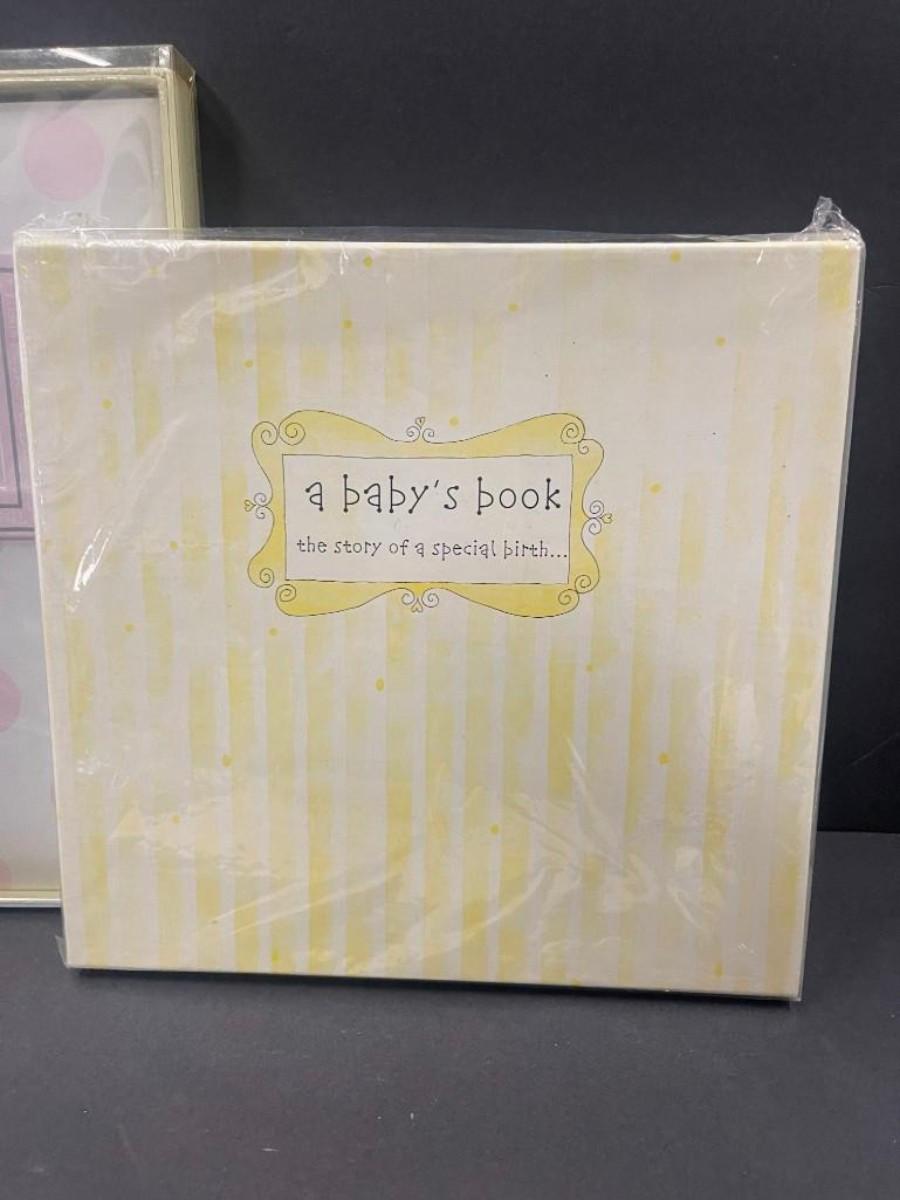 a baby's book
the story of a special birth...